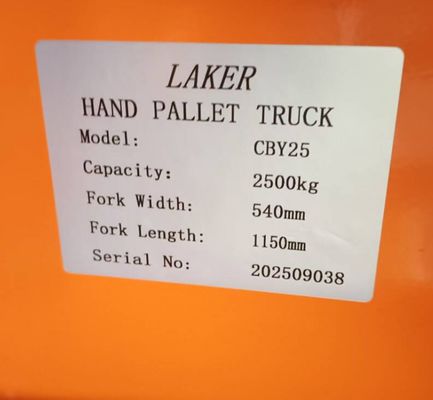 LAKER
HAND PALLET TRUCK
Model: CBY25
Capacity: 2500kg
Fork Width: 540mm
Fork Length: 1150mm
Serial No: 202509038